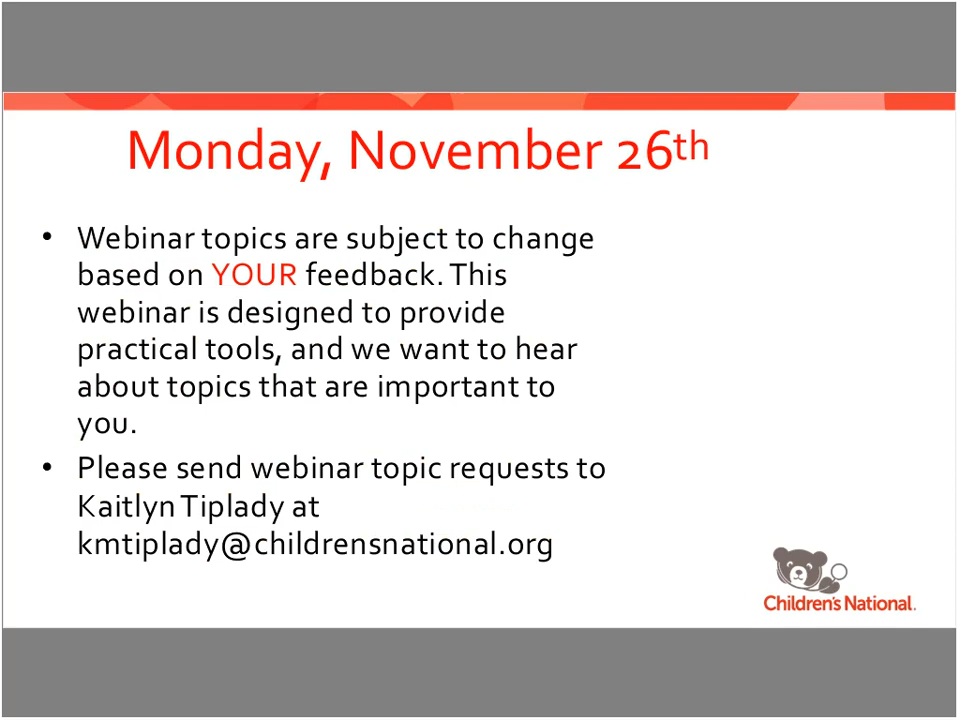 Monday, November 26th
• Webinar topics are subject to change
based on YOUR feedback. This
webinar is designed to provide
practical tools, and we want to hear
about topics that are important to
you.
• Please send webinar topic requests to
Kaitlyn Tiplady at
kmtiplady@childrensnational.org
Children's National.